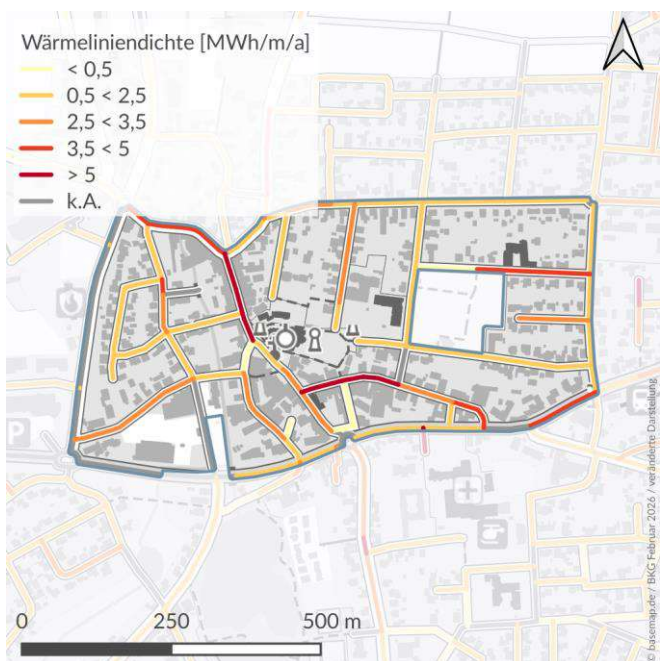 Wärmeliniendichte [MWh/m/a]
< 0,5
0,5 < 2,5
2,5 < 3,5
3,5 < 5
> 5
k.A.
P
0 250 500 m
© basemap.de / BKG Februar 2026 / veränderte Darstellung